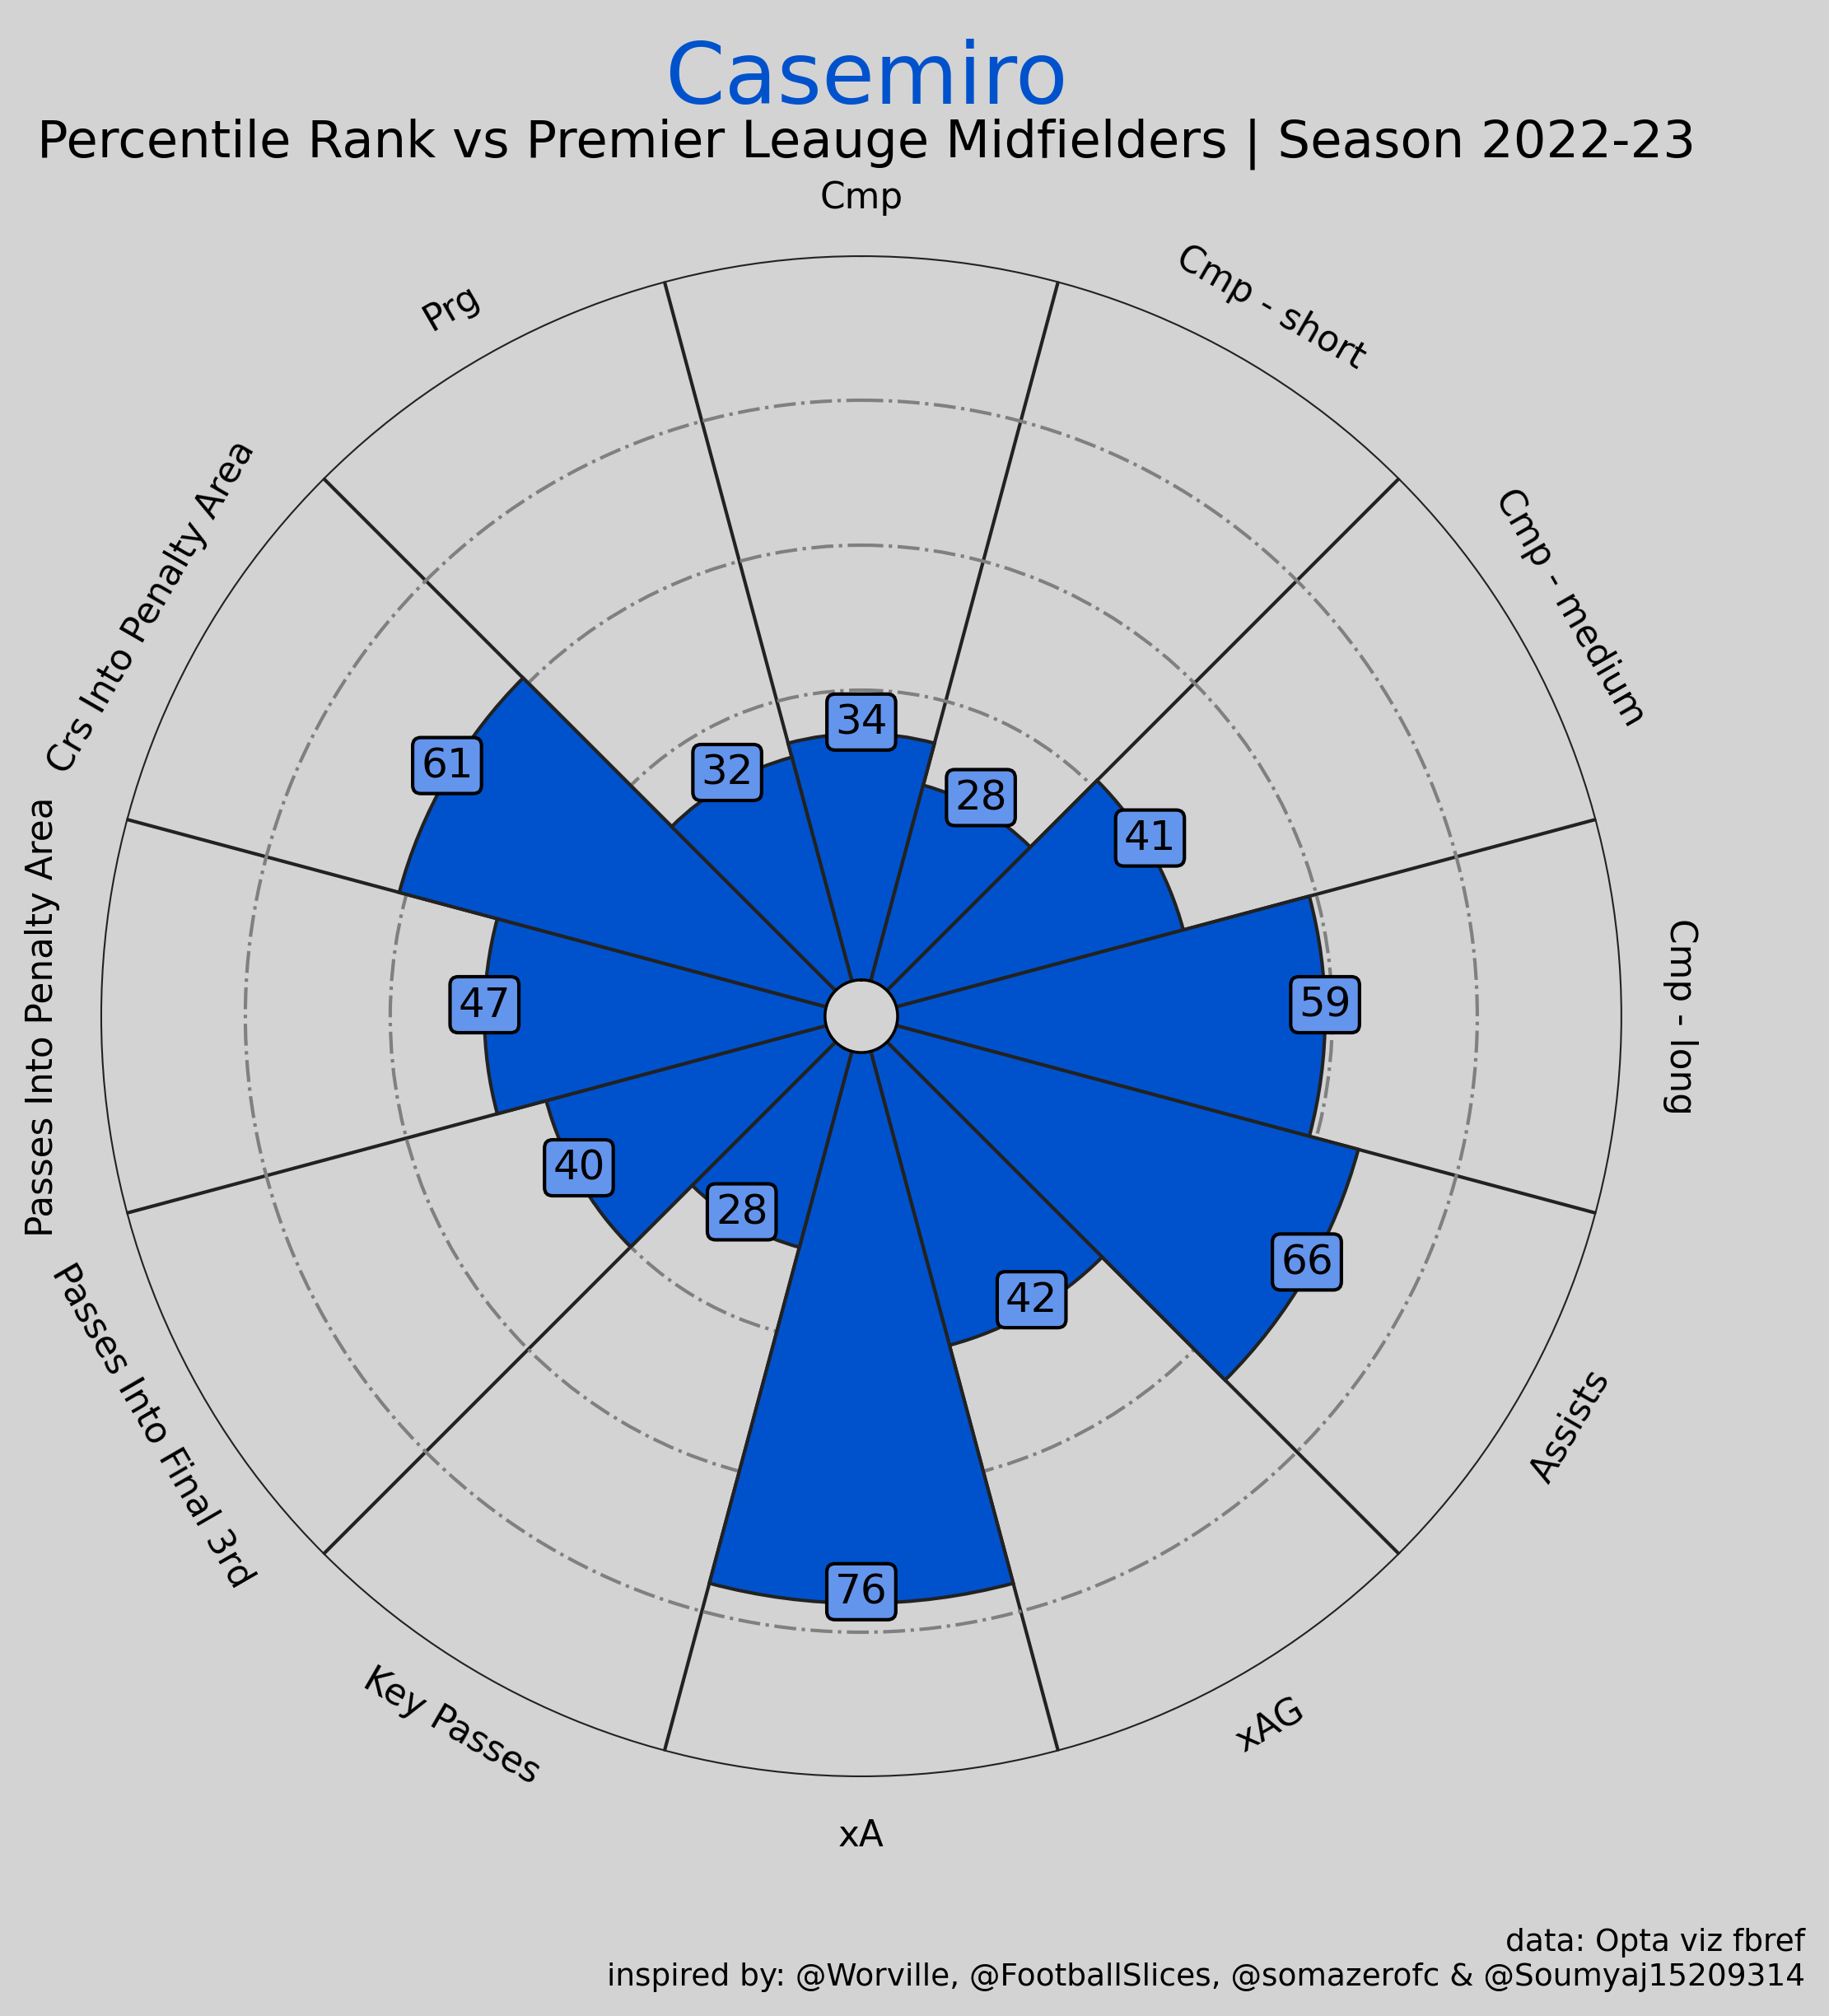 Casemiro
Percentile Rank vs Premier Leauge Midfielders | Season 2022-23
Cmp
Cmp - short
Cmp - medium
Cmp - long
Assists
xAG
xA
Key Passes
Passes Into Final 3rd
Passes Into Penalty Area
Crs Into Penalty Area
Prg
34
28
41
59
66
42
76
28
40
47
61
32
data: Opta viz fbref
inspired by: @Worville, @FootballSlices, @somazerofc & @Soumyaj15209314